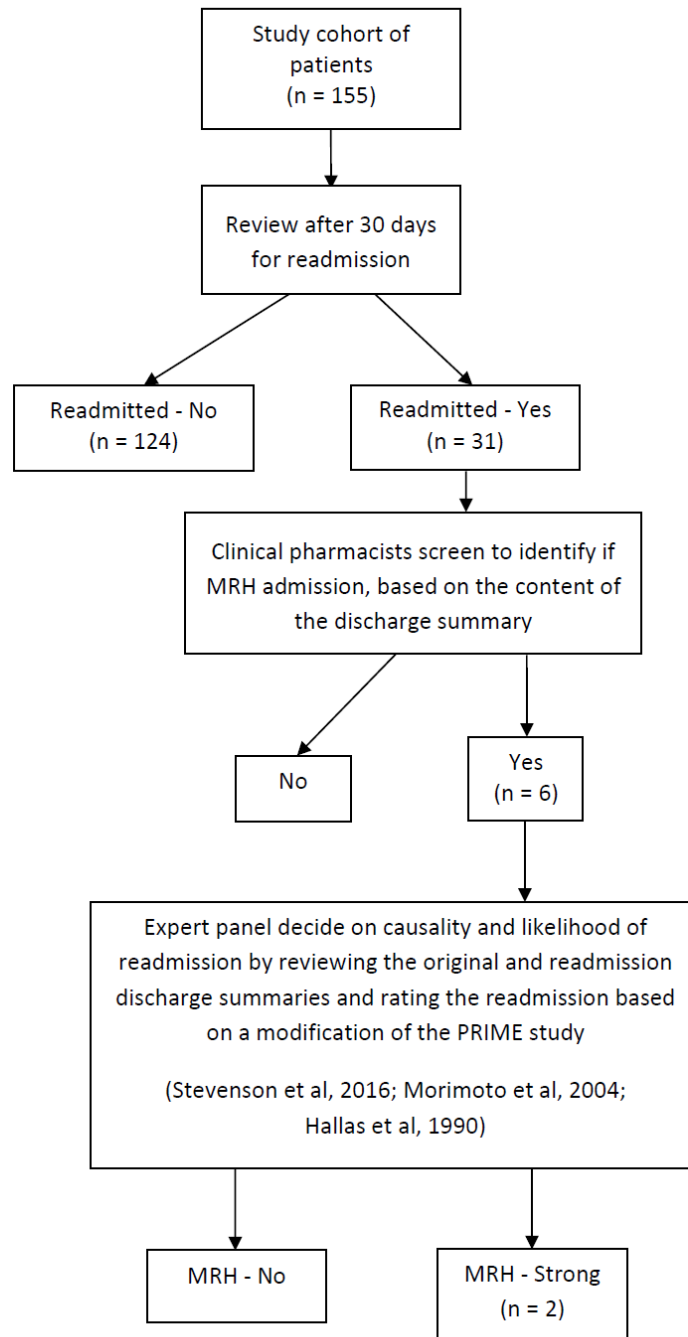 Study cohort of
patients
(n = 155)
Review after 30 days
for readmission
Readmitted - No
(n = 124)
Readmitted - Yes
(n = 31)
Clinical pharmacists screen to identify if
MRH admission, based on the content of
the discharge summary
No
Yes
(n = 6)
Expert panel decide on causality and likelihood of
readmission by reviewing the original and readmission
discharge summaries and rating the readmission based
on a modification of the PRIME study
(Stevenson et al, 2016; Morimoto et al, 2004;
Hallas et al, 1990)
MRH - No
MRH - Strong
(n = 2)